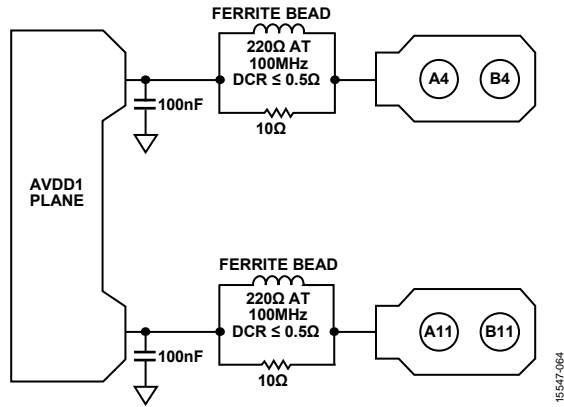 FERRITE BEAD
220Ω AT
100MHz
DCR ≤ 0.5Ω
10Ω
100nF
A4
B4
AVDD1
PLANE
FERRITE BEAD
220Ω AT
100MHz
DCR ≤ 0.5Ω
10Ω
100nF
A11
B11
15547-064